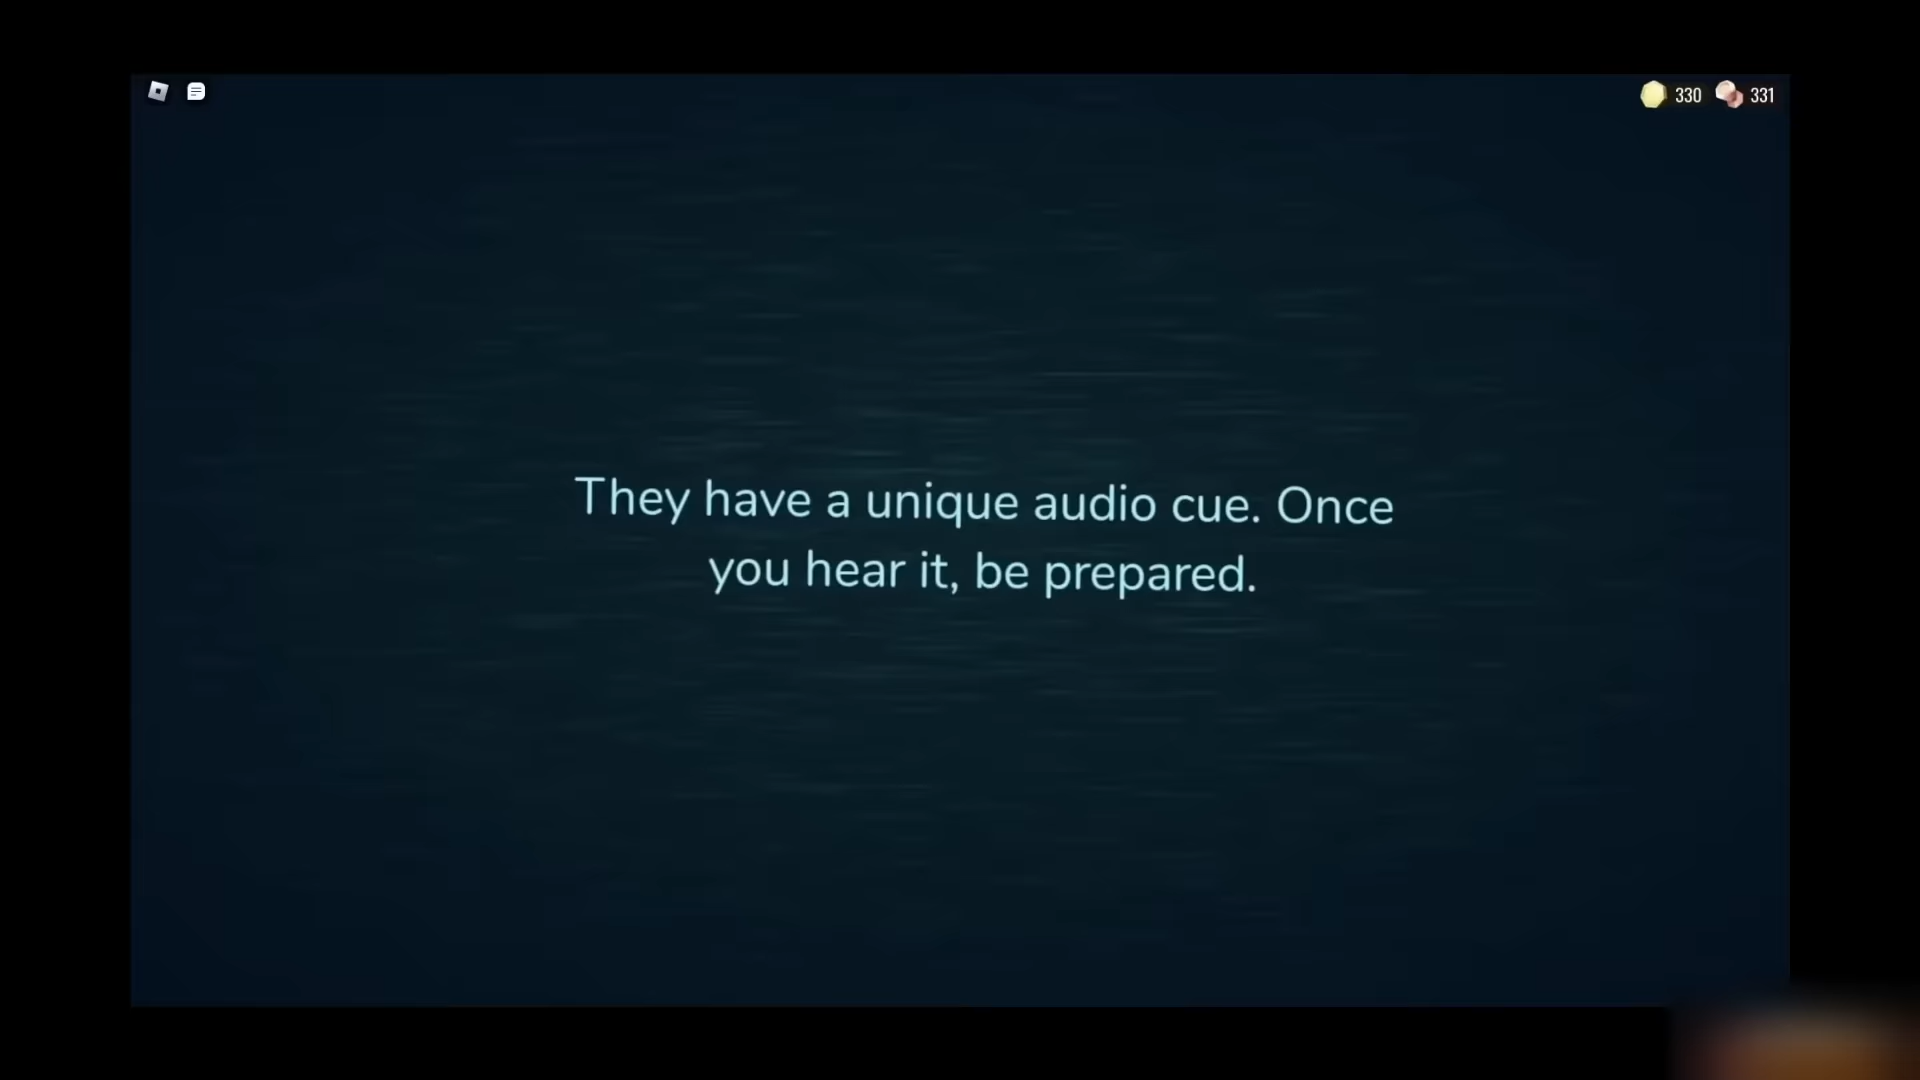 330 331
They have a unique audio cue. Once
you hear it, be prepared.